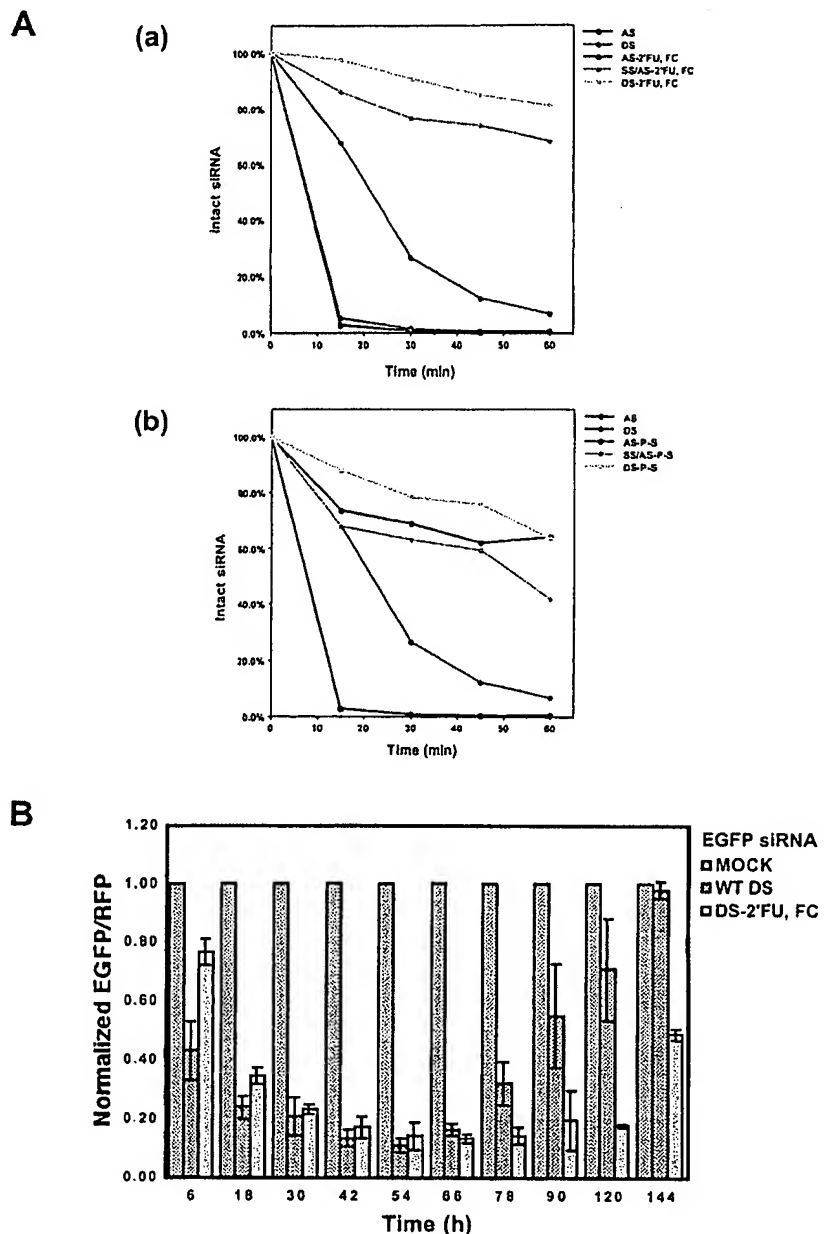 A
(a)
AS
DS
AS-2'FU, FC
SS/AS-2'FU, FC
DS-2'FU, FC
100.0%
80.0%
60.0%
40.0%
20.0%
0.0%
Intact siRNA
0 10 20 30 40 50 60
Time (min)
(b)
AS
DS
AS-P-S
SS/AS-P-S
DS-P-S
100.0%
80.0%
60.0%
40.0%
20.0%
0.0%
Intact siRNA
0 10 20 30 40 50 60
Time (min)
B
EGFP siRNA
MOCK
WT DS
DS-2'FU, FC
1.20
1.00
0.80
0.60
0.40
0.20
0.00
Normalized EGFP/RFP
6 18 30 42 54 66 78 90 120 144
Time (h)